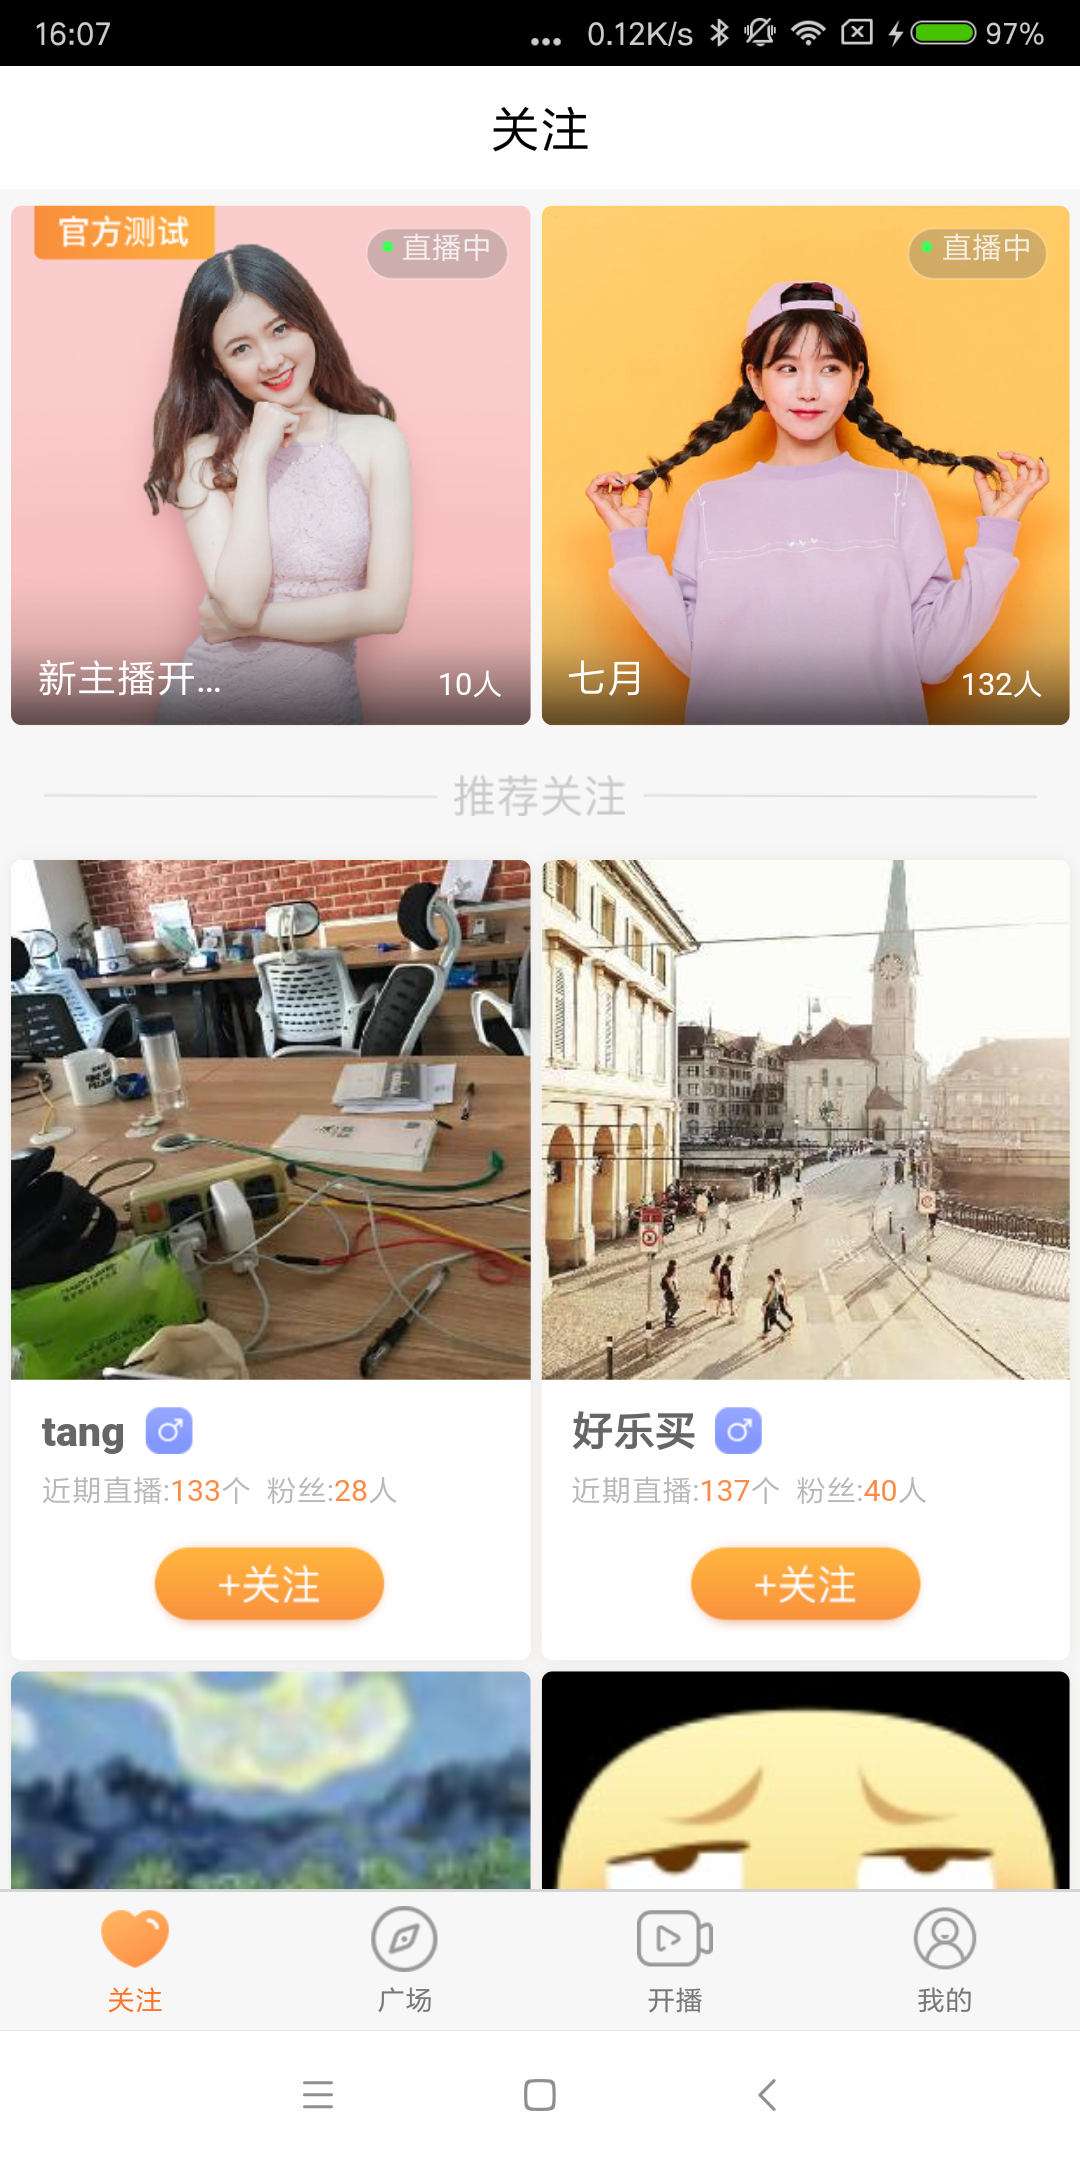 16:07
... 0.12K/s 97%
关注
官方测试
直播中
直播中
新主播开...
10人
七月
132人
推荐关注
tang
近期直播:133个 粉丝:28人
+关注
好乐买
近期直播:137个 粉丝:40人
+关注
关注
广场
开播
我的